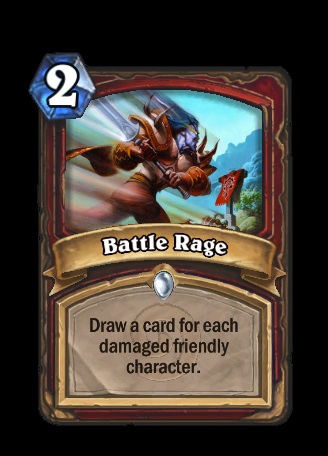 2
Battle Rage
Draw a card for each
damaged friendly
character.